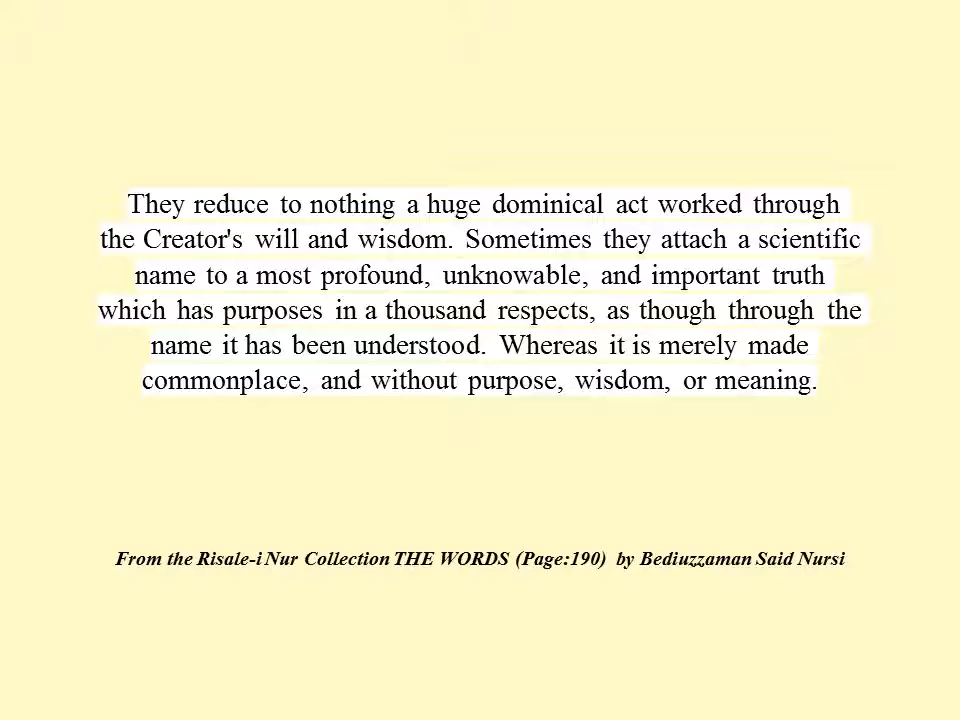 They reduce to nothing a huge dominical act worked through
the Creator's will and wisdom. Sometimes they attach a scientific
name to a most profound, unknowable, and important truth
which has purposes in a thousand respects, as though through the
name it has been understood. Whereas it is merely made
commonplace, and without purpose, wisdom, or meaning.
From the Risale-i Nur Collection THE WORDS (Page:190) by Bediuzzaman Said Nursi